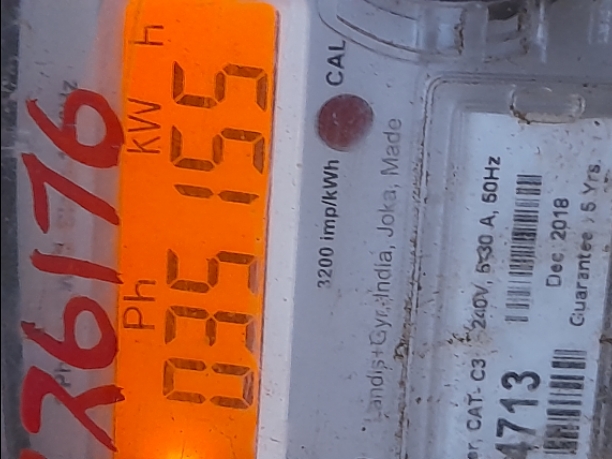 26176
Ph kW h
035155
3200 imp/kWh CAL
Landis+Gyr, India, Joka, Made
CAT. C3 240V, 5-30 A, 50Hz
4713
Dec. 2018
Guarantee : 5 Yrs.